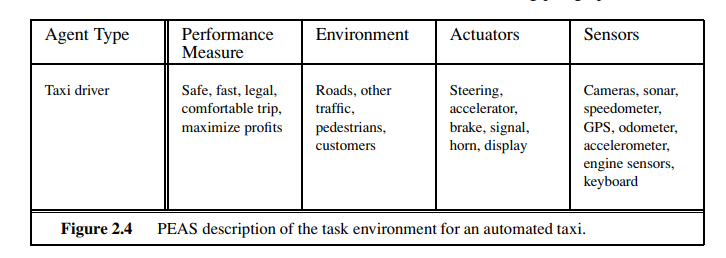 Agent Type
Performance
Measure
Environment
Actuators
Sensors
Taxi driver
Safe, fast, legal,
comfortable trip,
maximize profits
Roads, other
traffic,
pedestrians,
customers
Steering,
accelerator,
brake, signal,
horn, display
Cameras, sonar,
speedometer,
GPS, odometer,
accelerometer,
engine sensors,
keyboard
Figure 2.4 PEAS description of the task environment for an automated taxi.